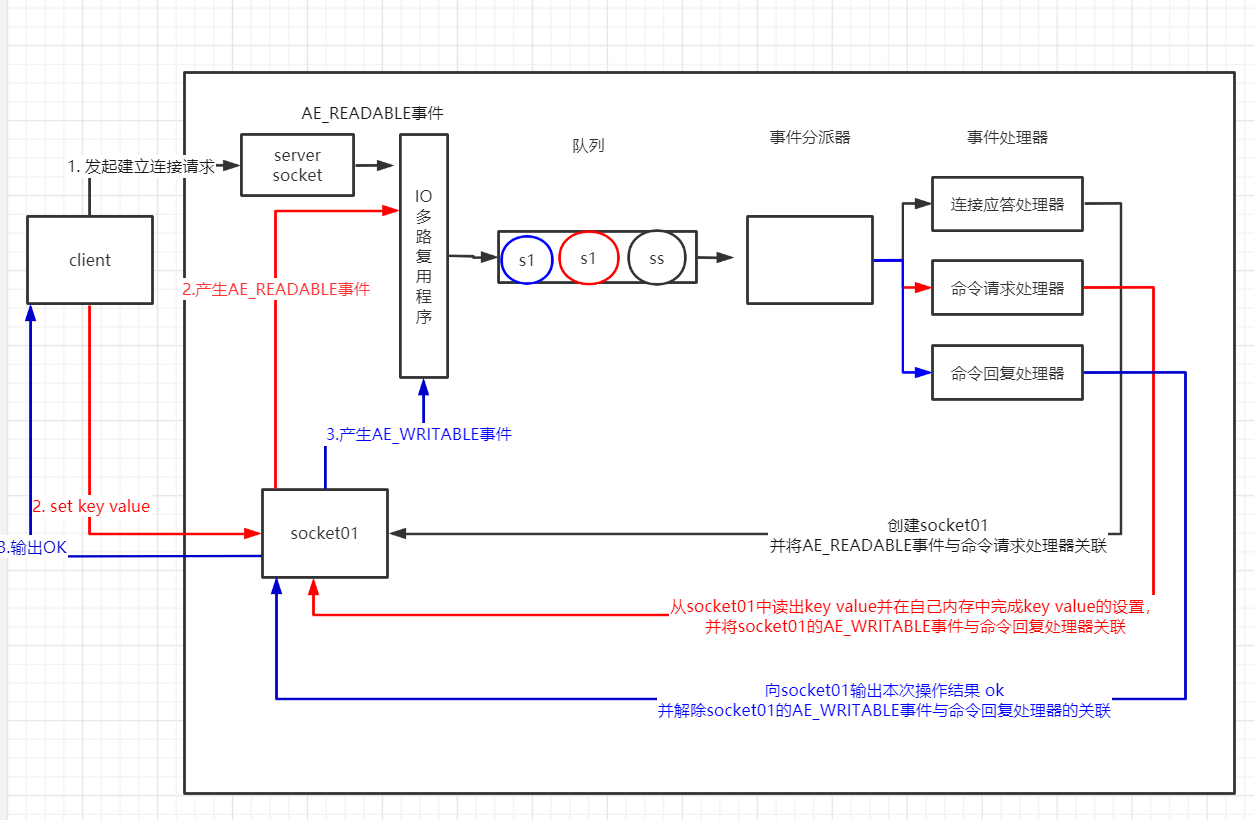 AE_READABLE事件
队列
事件分派器
事件处理器
1. 发起建立连接请求
server
socket
IO
多
路
复
用
程
序
client
s1
s1
ss
连接应答处理器
命令请求处理器
命令回复处理器
2.产生AE_READABLE事件
3.产生AE_WRITABLE事件
2. set key value
3.输出OK
socket01
创建socket01
并将AE_READABLE事件与命令请求处理器关联
从socket01中读出key value并在自己内存中完成key value的设置，
并将socket01的AE_WRITABLE事件与命令回复处理器关联
向socket01输出本次操作结果 ok
并解除socket01的AE_WRITABLE事件与命令回复处理器的关联